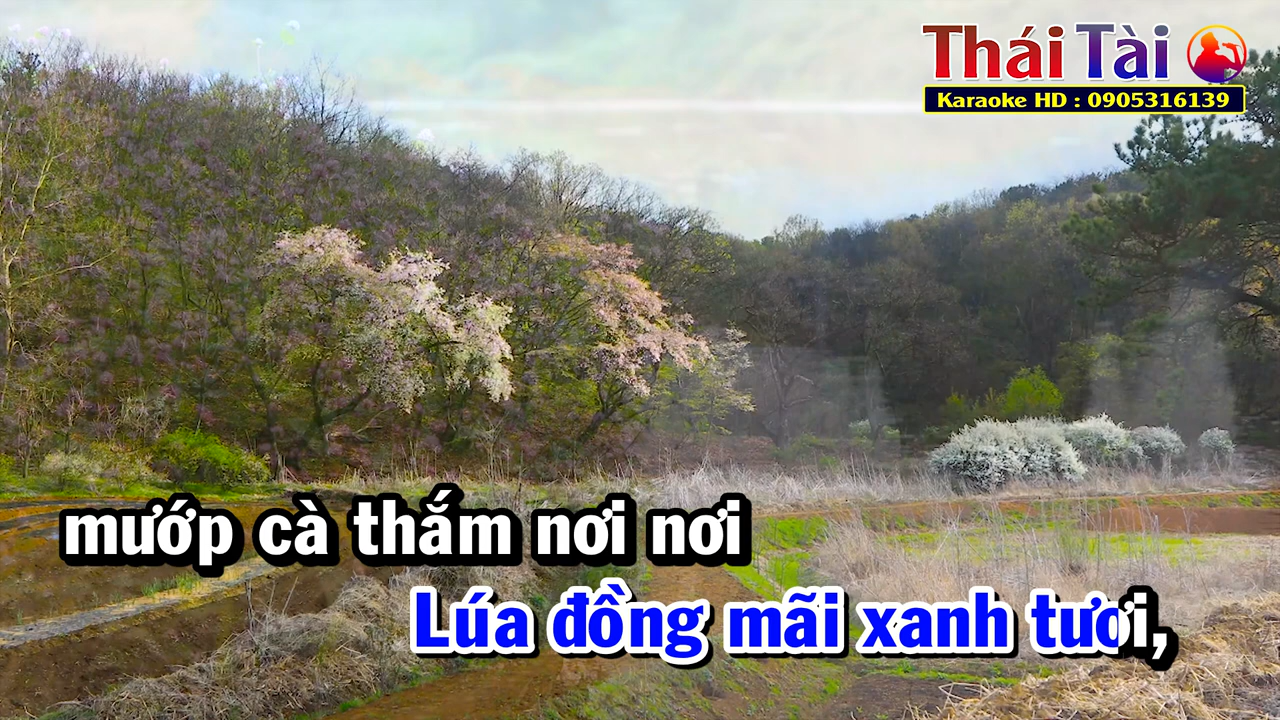 Thái Tài
Karaoke HD : 0905316139
mướp cà thắm nơi nơi
Lúa đồng mãi xanh tươi,